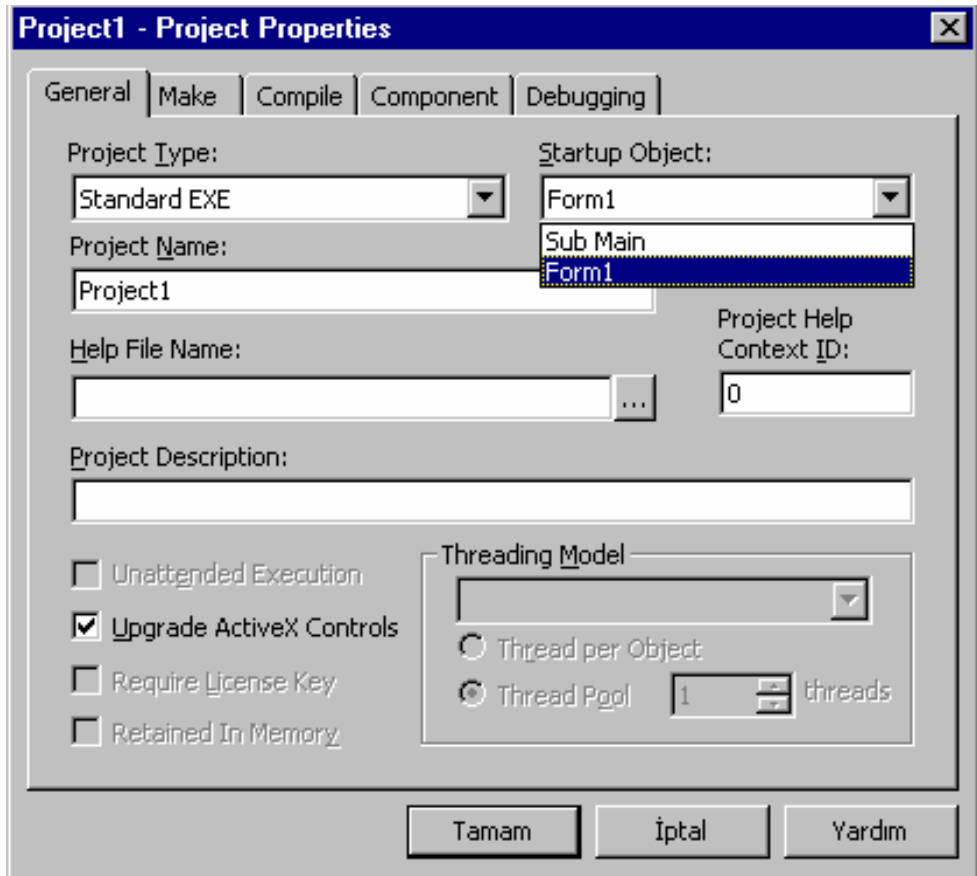 Project1 - Project Properties
General Make Compile Component Debugging
Project Type: Startup Object:
Standard EXE Form1
Sub Main
Project Name:
Form1
Project1
Project Help
Help File Name: Context ID:
... 0
Project Description:
Threading Model
Unattended Execution
Upgrade ActiveX Controls
Thread per Object
Require License Key Thread Pool 1 threads
Retained In Memory
Tamam İptal Yardım